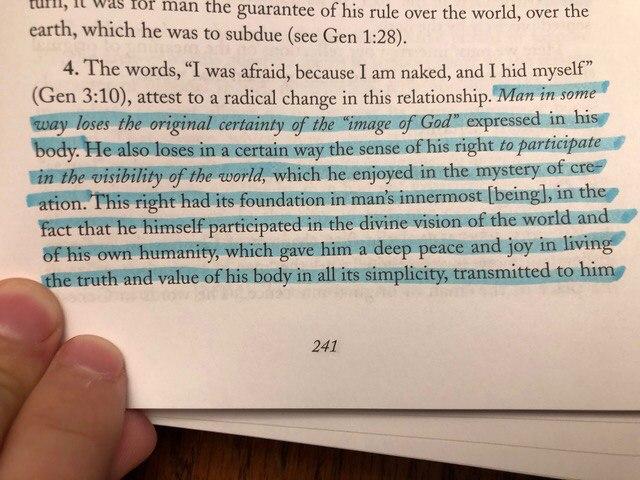 turn, it was for man the guarantee of his rule over the world, over the
earth, which he was to subdue (see Gen 1:28).
4. The words, “I was afraid, because I am naked, and I hid myself”
(Gen 3:10), attest to a radical change in this relationship. Man in some
way loses the original certainty of the “image of God” expressed in his
body. He also loses in a certain way the sense of his right to participate
in the visibility of the world, which he enjoyed in the mystery of cre-
ation. This right had its foundation in man’s innermost [being], in the
fact that he himself participated in the divine vision of the world and
of his own humanity, which gave him a deep peace and joy in living
the truth and value of his body in all its simplicity, transmitted to him
241